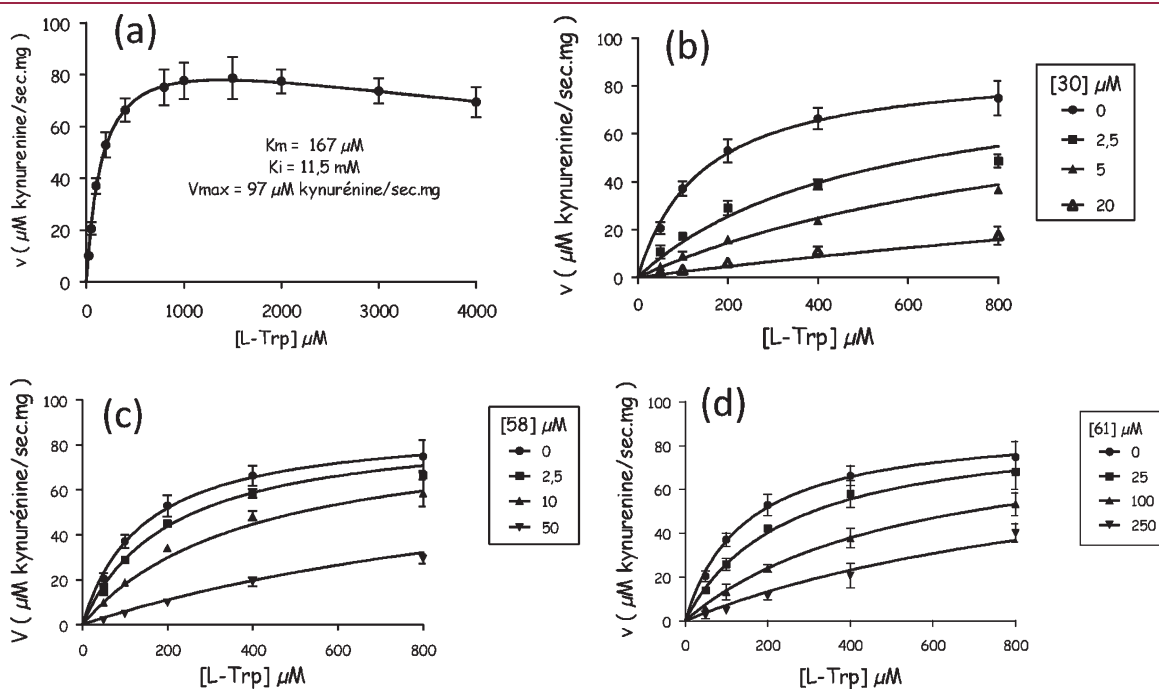 (a)
v ( µM kynurenine/sec.mg )
100
80
60
40
20
0
Km = 167 µM
Ki = 11,5 mM
Vmax = 97 µM kynurénine/sec.mg
0 1000 2000 3000 4000
[L-Trp] µM
(b)
v ( µM kynurenine/sec.mg )
100
80
60
40
20
0
0 200 400 600 800
[L-Trp] µM
[30] µM
0
2,5
5
20
(c)
V ( µM kynurénine/sec.mg )
100
80
60
40
20
0
0 200 400 600 800
[L-Trp] µM
[58] µM
0
2,5
10
50
(d)
v ( µM kynurenine/sec.mg )
100
80
60
40
20
0
0 200 400 600 800
[L-Trp] µM
[61] µM
0
25
100
250